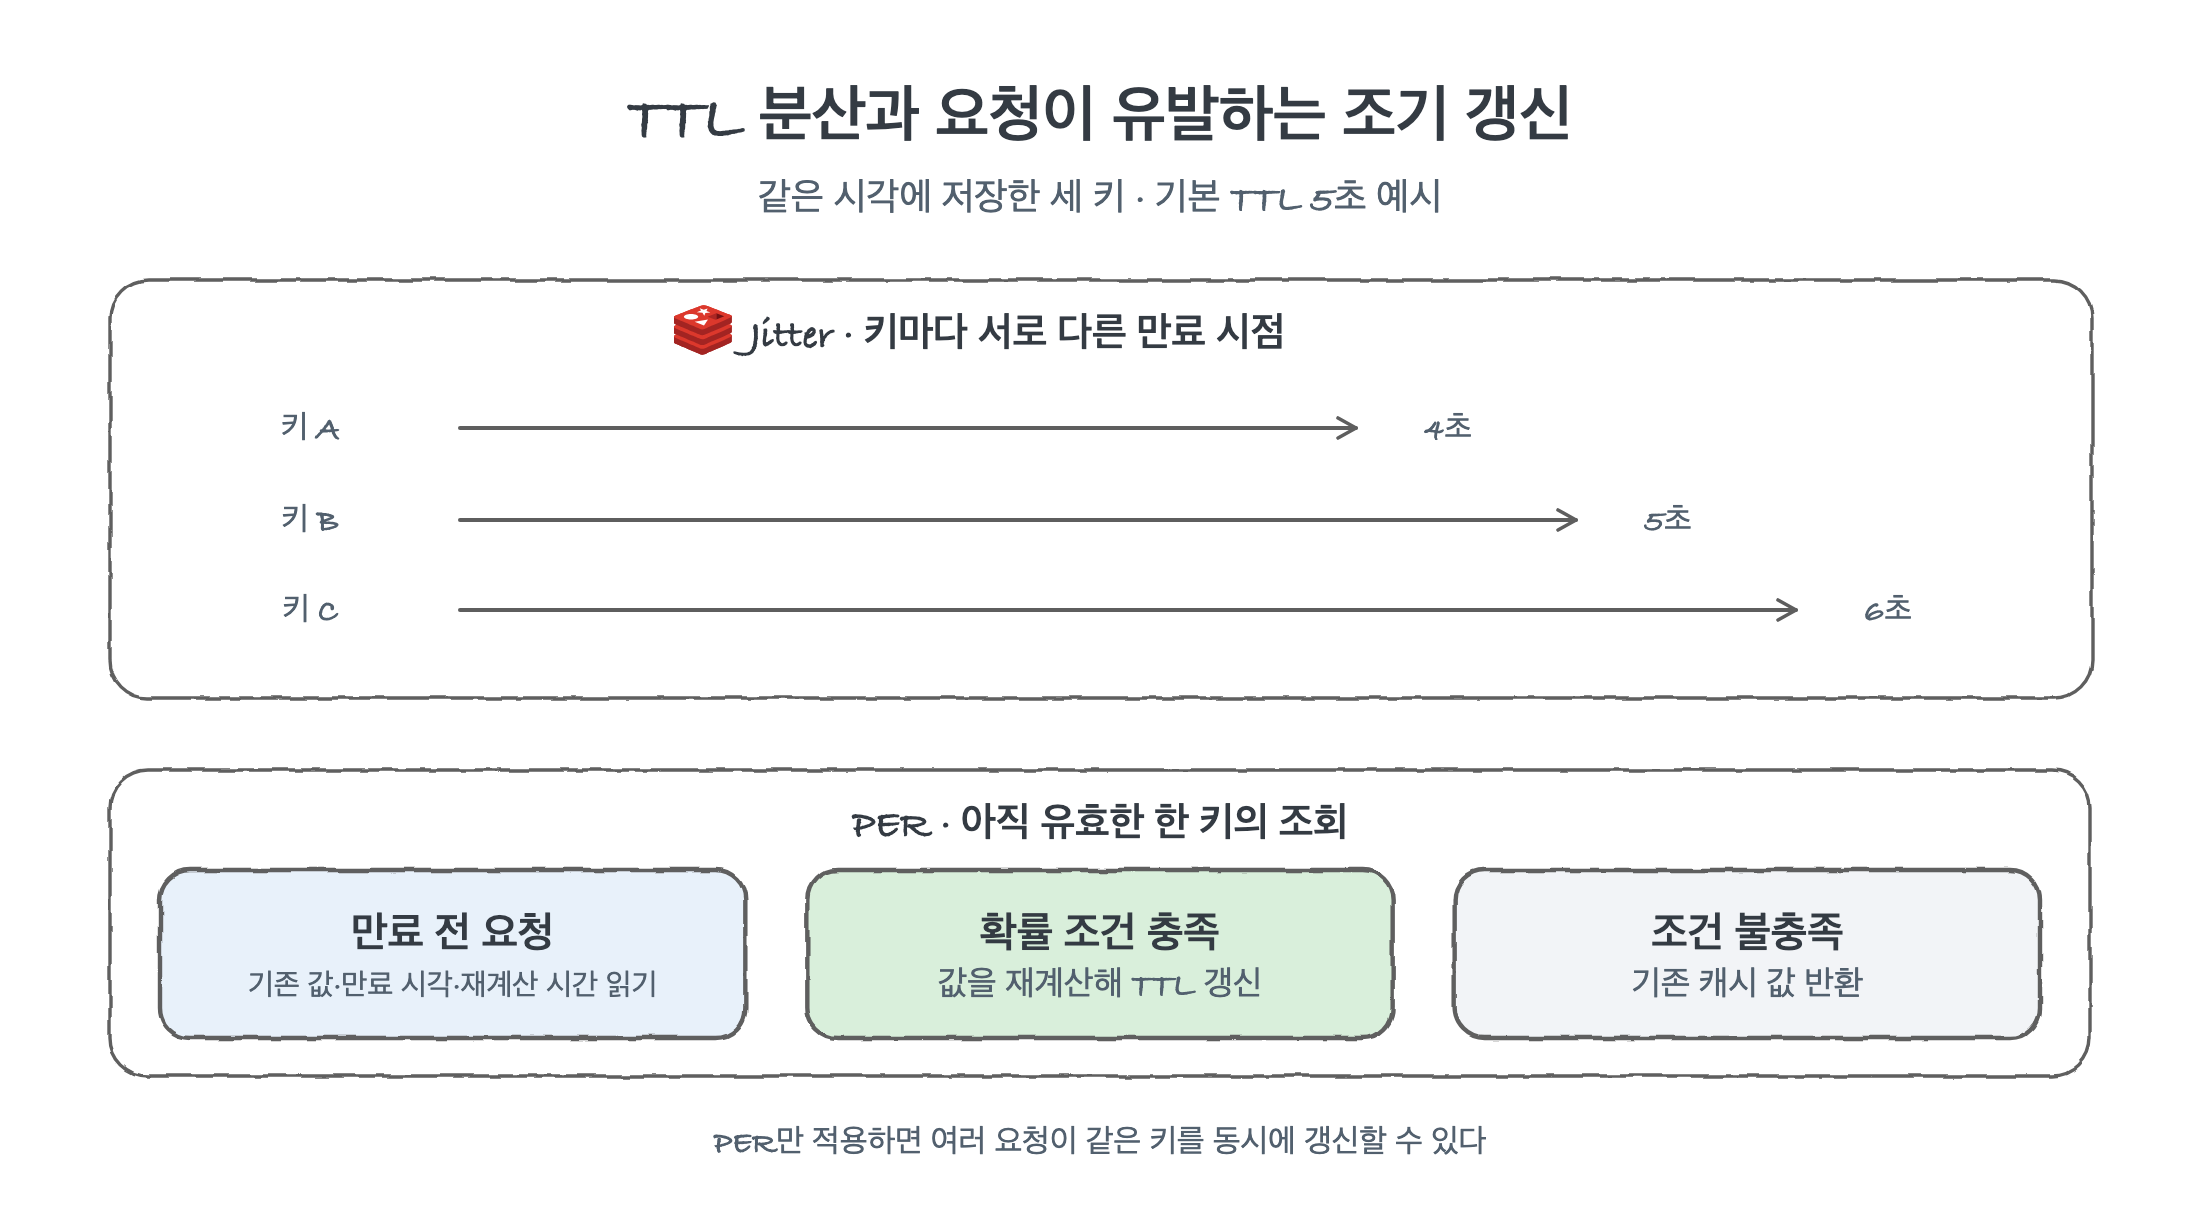 TTL 분산과 요청이 유발하는 조기 갱신
같은 시각에 저장한 세 키 · 기본 TTL 5초 예시
Jitter · 키마다 서로 다른 만료 시점
키 A
4초
키 B
5초
키 C
6초
PER · 아직 유효한 한 키의 조회
만료 전 요청
기존 값·만료 시각·재계산 시간 읽기
확률 조건 충족
값을 재계산해 TTL 갱신
조건 불충족
기존 캐시 값 반환
PER만 적용하면 여러 요청이 같은 키를 동시에 갱신할 수 있다